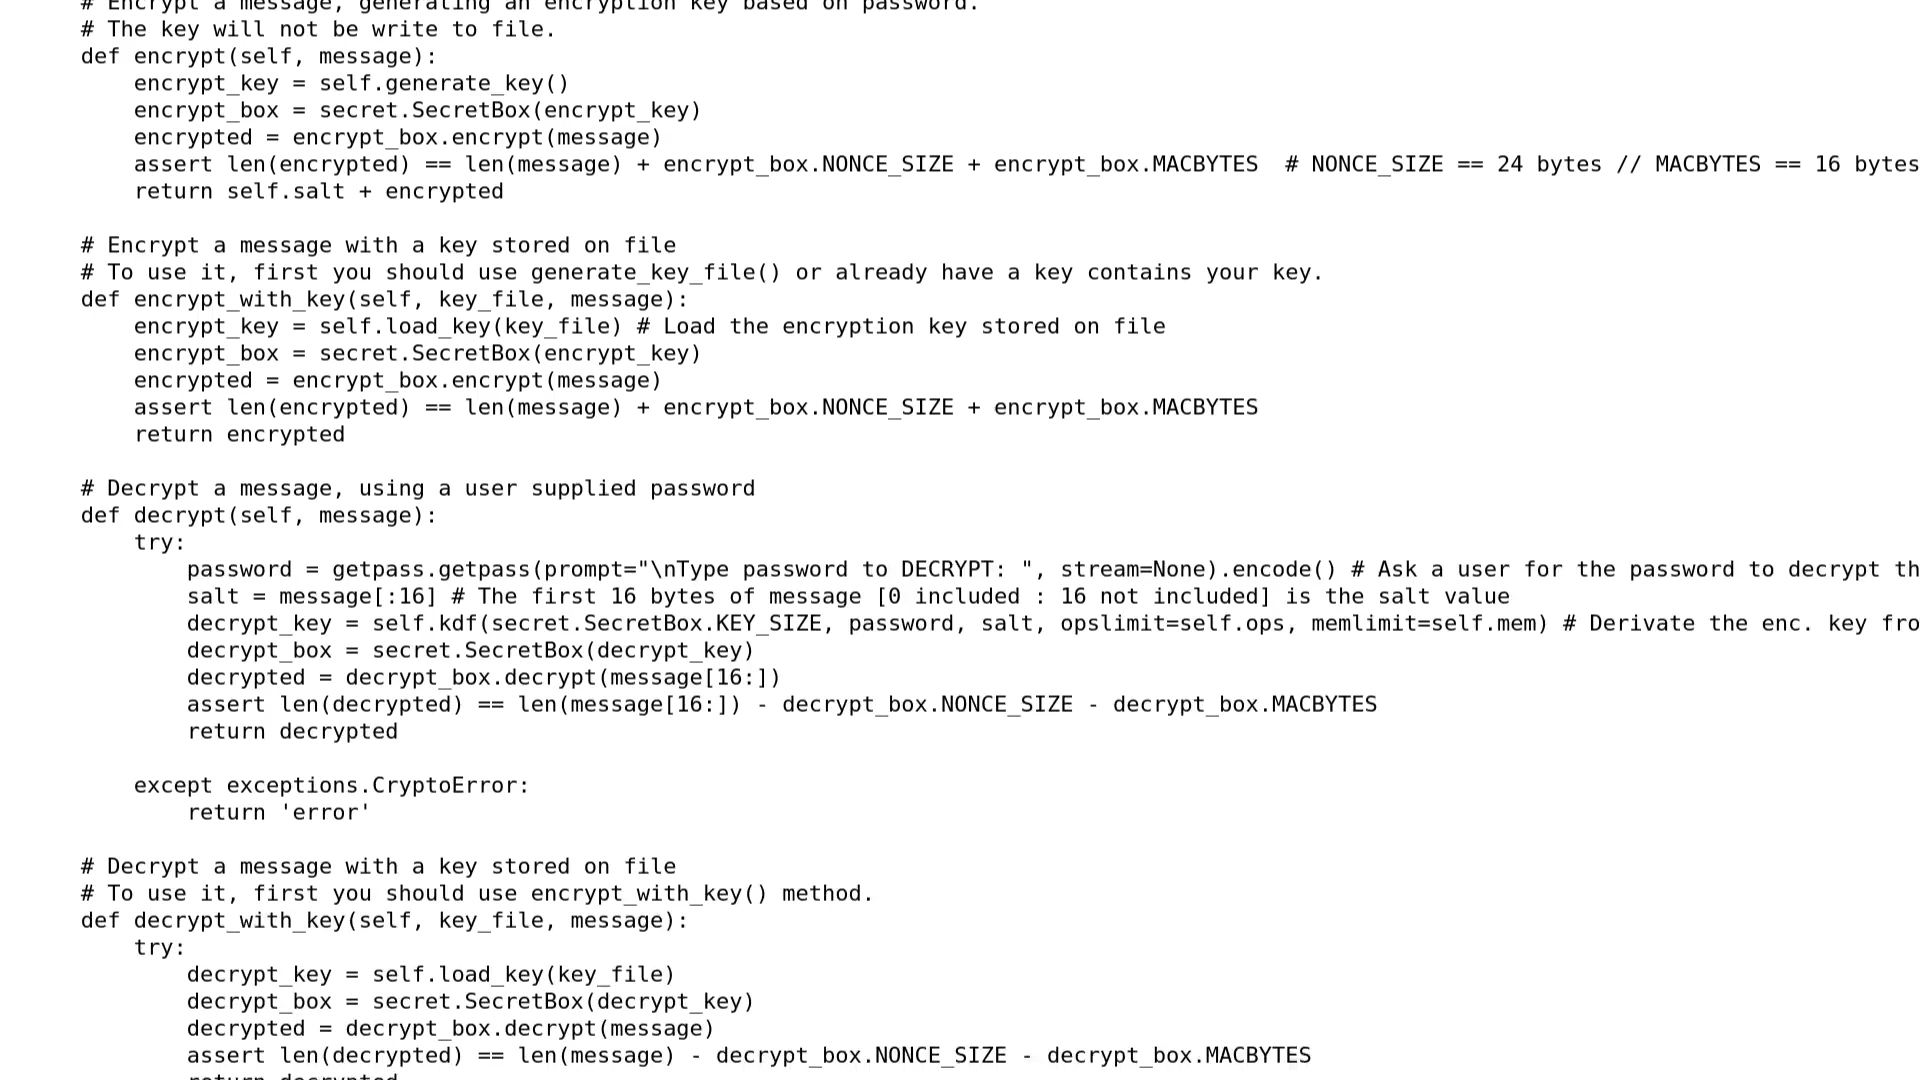 # Encrypt a message, generating an encryption key based on password.
# The key will not be write to file.
def encrypt(self, message):
    encrypt_key = self.generate_key()
    encrypt_box = secret.SecretBox(encrypt_key)
    encrypted = encrypt_box.encrypt(message)
    assert len(encrypted) == len(message) + encrypt_box.NONCE_SIZE + encrypt_box.MACBYTES  # NONCE_SIZE == 24 bytes // MACBYTES == 16 bytes
    return self.salt + encrypted

# Encrypt a message with a key stored on file
# To use it, first you should use generate_key_file() or already have a key contains your key.
def encrypt_with_key(self, key_file, message):
    encrypt_key = self.load_key(key_file) # Load the encryption key stored on file
    encrypt_box = secret.SecretBox(encrypt_key)
    encrypted = encrypt_box.encrypt(message)
    assert len(encrypted) == len(message) + encrypt_box.NONCE_SIZE + encrypt_box.MACBYTES
    return encrypted

# Decrypt a message, using a user supplied password
def decrypt(self, message):
    try:
        password = getpass.getpass(prompt="\nType password to DECRYPT: ", stream=None).encode() # Ask a user for the password to decrypt th
        salt = message[:16] # The first 16 bytes of message [0 included : 16 not included] is the salt value
        decrypt_key = self.kdf(secret.SecretBox.KEY_SIZE, password, salt, opslimit=self.ops, memlimit=self.mem) # Derivate the enc. key fro
        decrypt_box = secret.SecretBox(decrypt_key)
        decrypted = decrypt_box.decrypt(message[16:])
        assert len(decrypted) == len(message[16:]) - decrypt_box.NONCE_SIZE - decrypt_box.MACBYTES
        return decrypted

    except exceptions.CryptoError:
        return 'error'

# Decrypt a message with a key stored on file
# To use it, first you should use encrypt_with_key() method.
def decrypt_with_key(self, key_file, message):
    try:
        decrypt_key = self.load_key(key_file)
        decrypt_box = secret.SecretBox(decrypt_key)
        decrypted = decrypt_box.decrypt(message)
        assert len(decrypted) == len(message) - decrypt_box.NONCE_SIZE - decrypt_box.MACBYTES